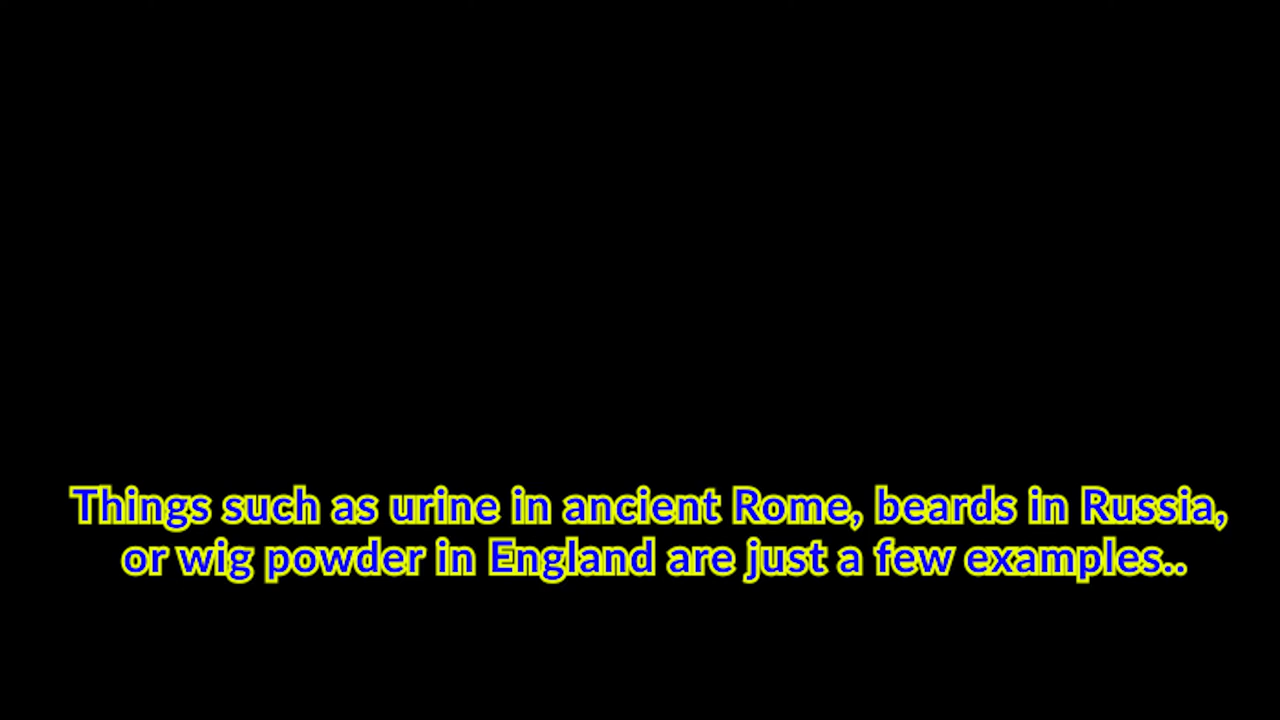 Things such as urine in ancient Rome, beards in Russia,
or wig powder in England are just a few examples..